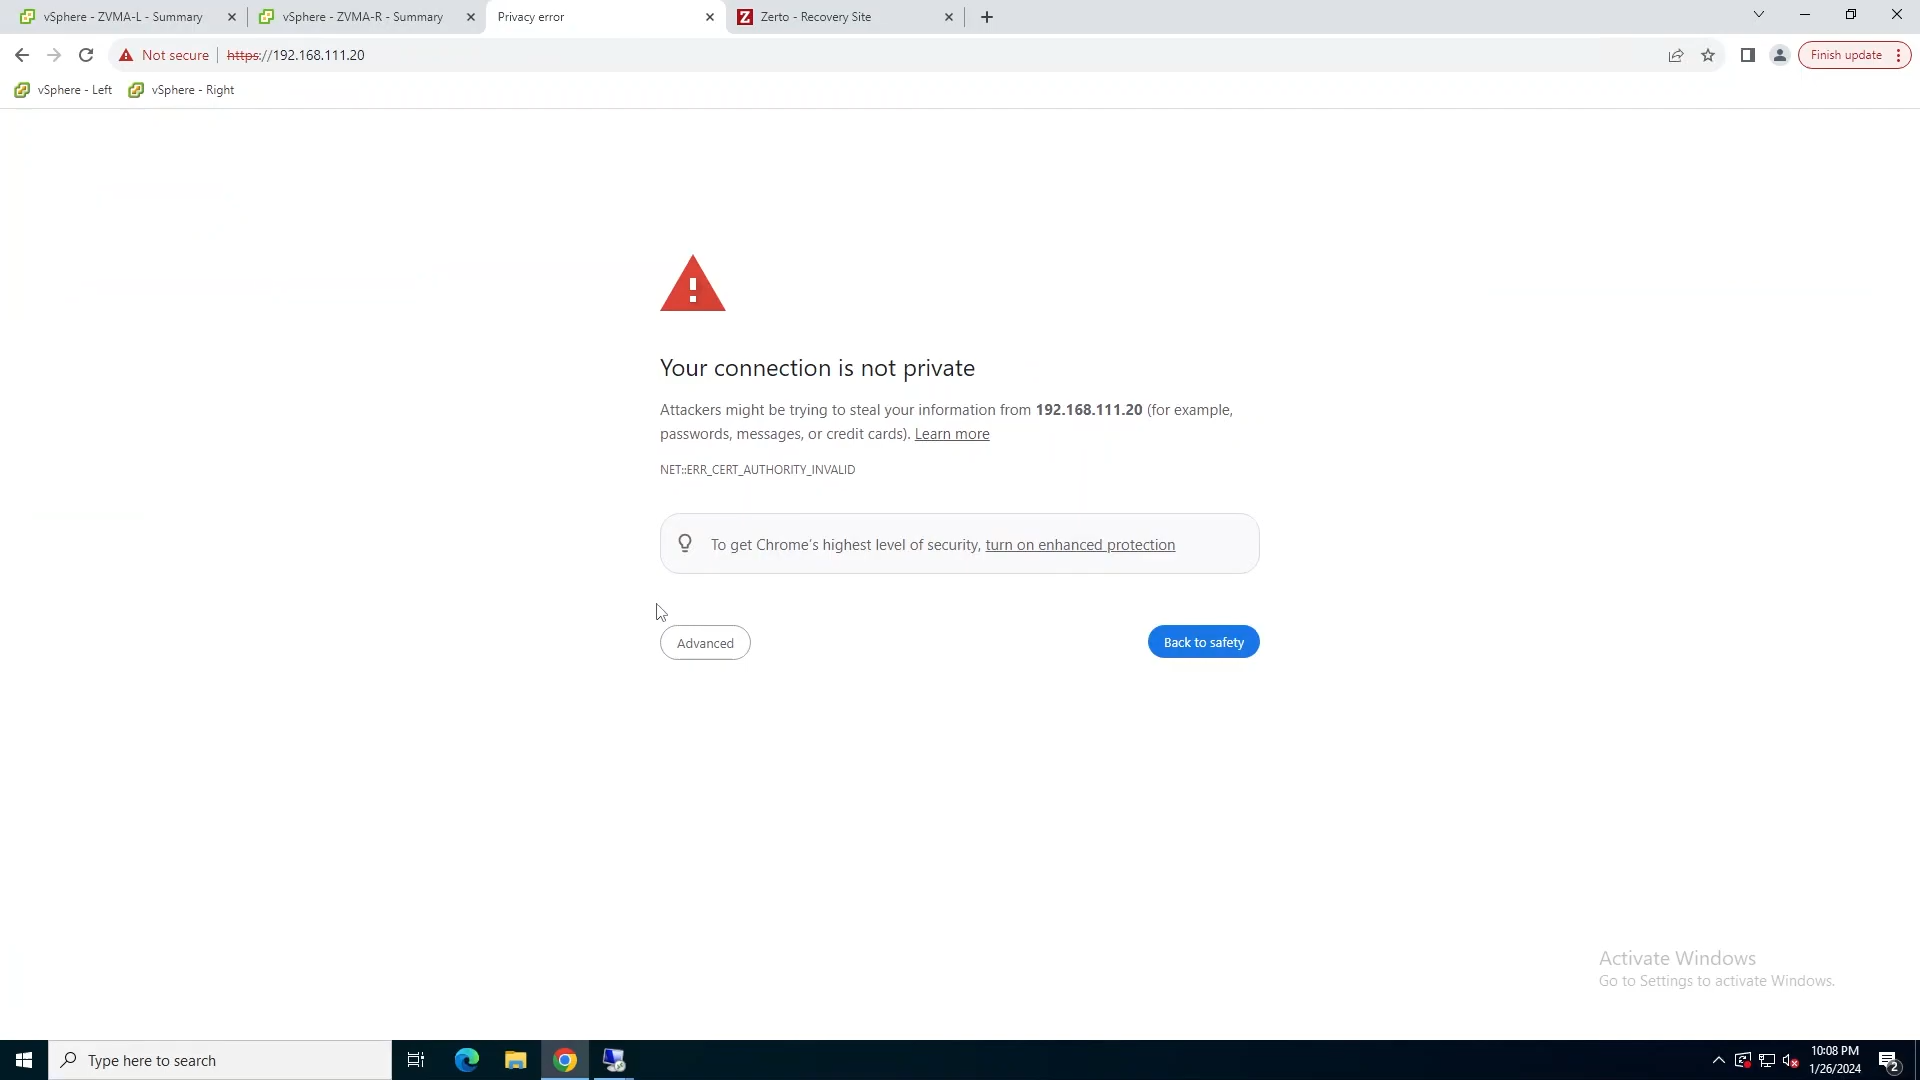 vSphere - ZVMA-L - Summary
vSphere - ZVMA-R - Summary
Privacy error
Z Zerto - Recovery Site
Not secure
https://192.168.111.20
Finish update
vSphere - Left
vSphere - Right
Your connection is not private
Attackers might be trying to steal your information from 192.168.111.20 (for example,
passwords, messages, or credit cards). Learn more
NET::ERR_CERT_AUTHORITY_INVALID
To get Chrome's highest level of security, turn on enhanced protection
Advanced
Back to safety
Activate Windows
Go to Settings to activate Windows.
Type here to search
10:08 PM
1/26/2024
2